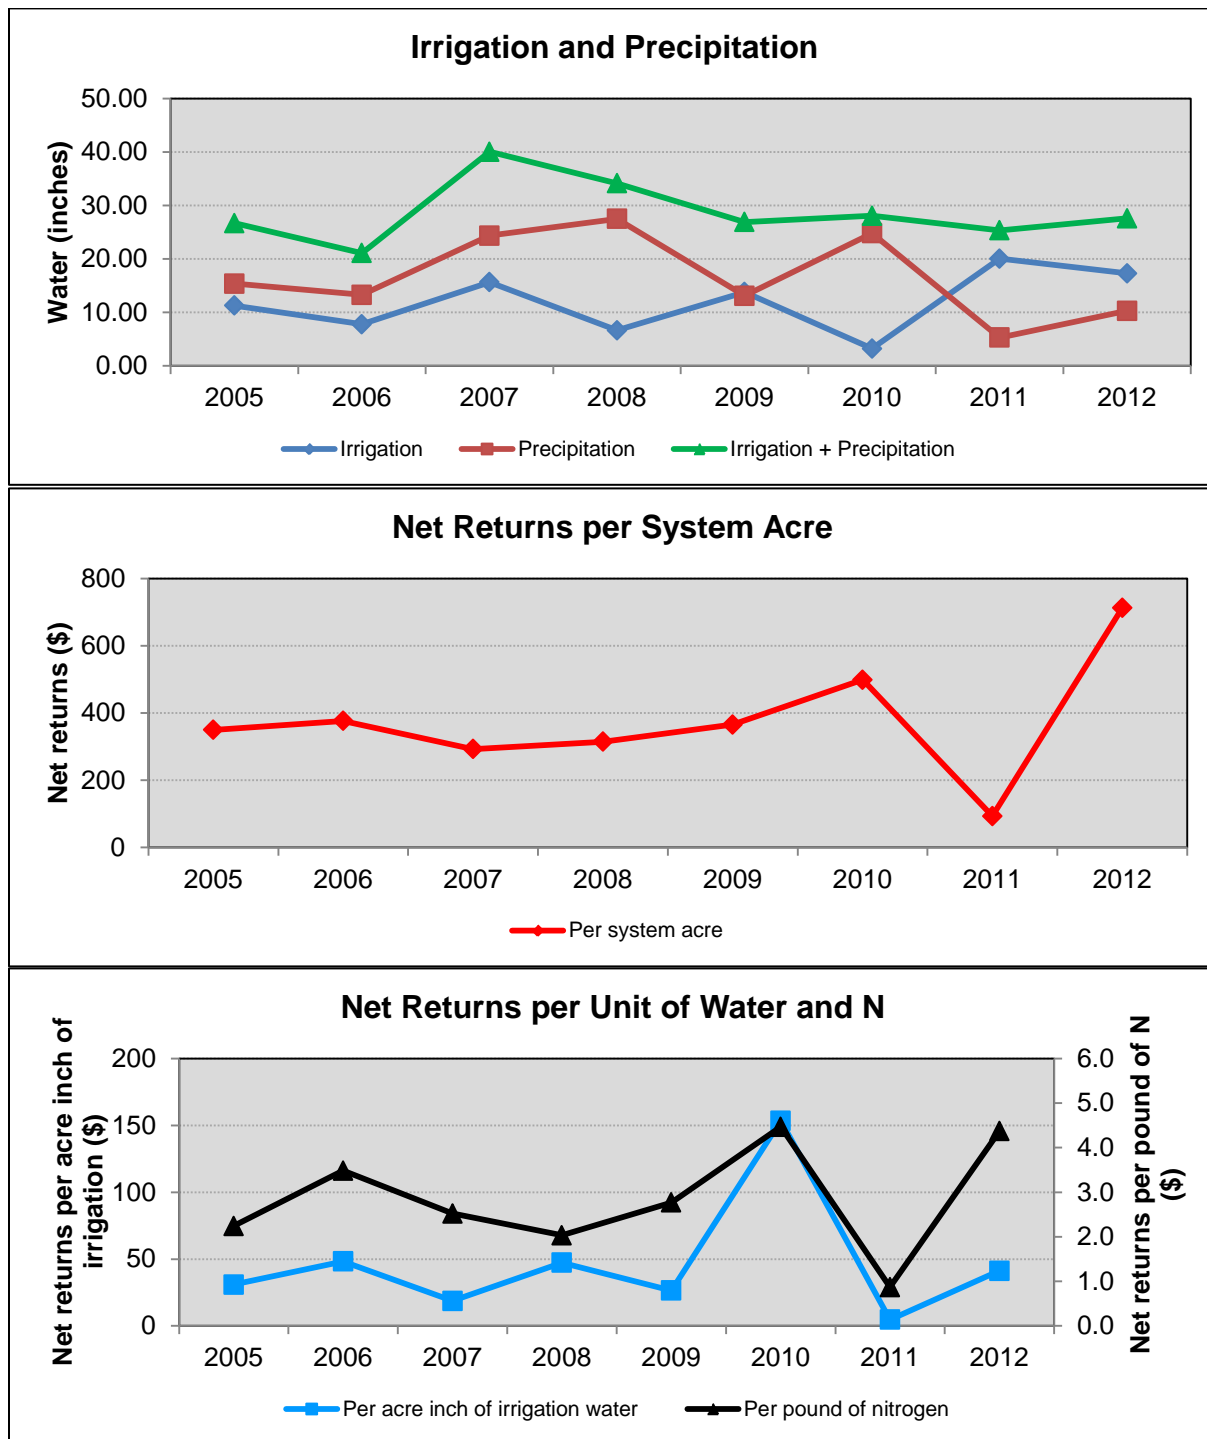 Irrigation and Precipitation
Water (inches)
50.00
40.00
30.00
20.00
10.00
0.00
2005 2006 2007 2008 2009 2010 2011 2012
Irrigation Precipitation Irrigation + Precipitation
Net Returns per System Acre
Net returns ($)
800
600
400
200
0
2005 2006 2007 2008 2009 2010 2011 2012
Per system acre
Net Returns per Unit of Water and N
Net returns per acre inch of
irrigation ($)
200
150
100
50
0
6.0
5.0
4.0
3.0
2.0
1.0
0.0
Net returns per pound of N
($)
2005 2006 2007 2008 2009 2010 2011 2012
Per acre inch of irrigation water Per pound of nitrogen